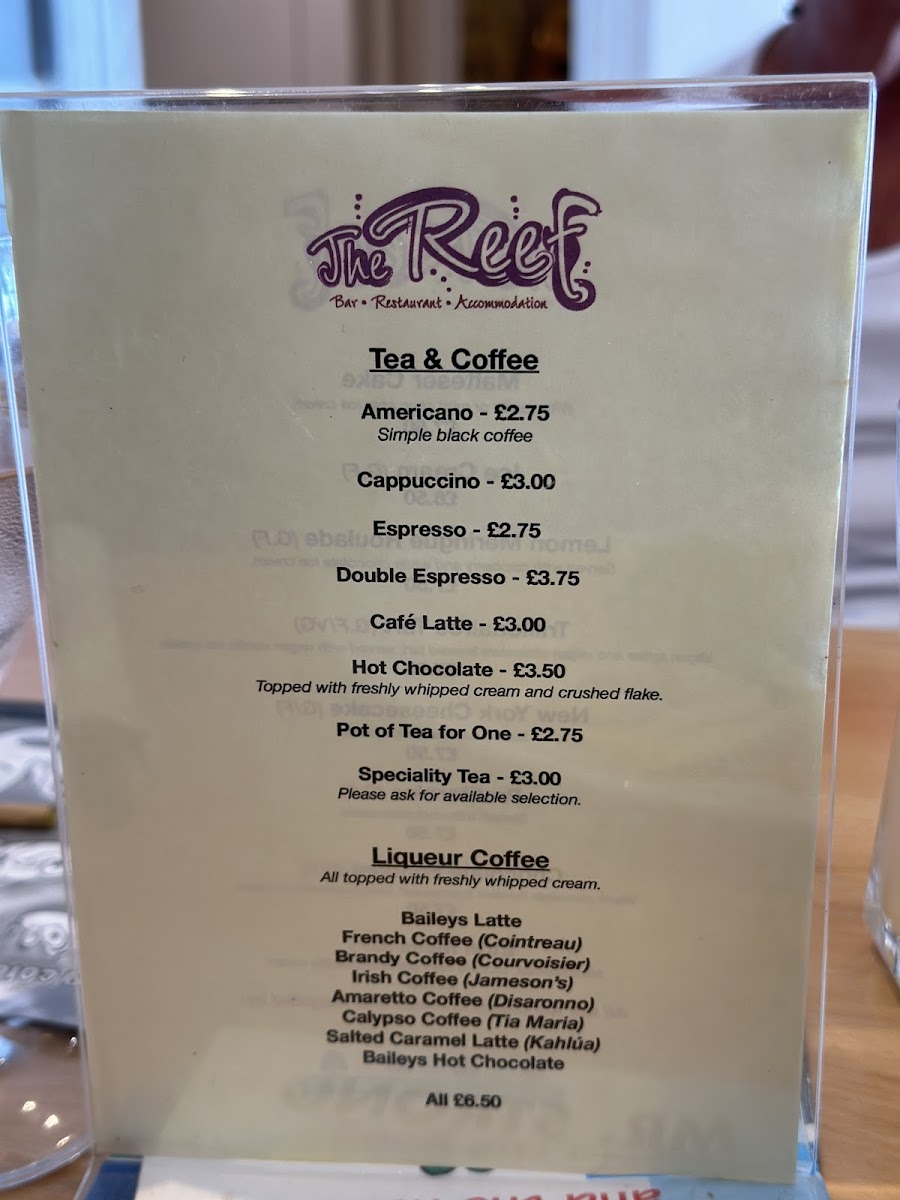 The Reef
Bar • Restaurant • Accommodation
Tea & Coffee
Americano - £2.75
Simple black coffee
Cappuccino - £3.00
Espresso - £2.75
Double Espresso - £3.75
Café Latte - £3.00
Hot Chocolate - £3.50
Topped with freshly whipped cream and crushed flake.
Pot of Tea for One - £2.75
Speciality Tea - £3.00
Please ask for available selection.
Liqueur Coffee
All topped with freshly whipped cream.
Baileys Latte
French Coffee (Cointreau)
Brandy Coffee (Courvoisier)
Irish Coffee (Jameson's)
Amaretto Coffee (Disaronno)
Calypso Coffee (Tia Maria)
Salted Caramel Latte (Kahlúa)
Baileys Hot Chocolate
All £6.50